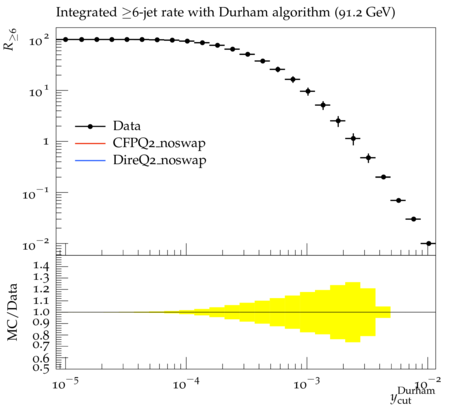 Integrated ≥6-jet rate with Durham algorithm (91.2 GeV)
R≥6
10²
10¹
1
10⁻¹
10⁻²
Data
CFPQ2_noswap
DireQ2_noswap
MC/Data
1.4
1.3
1.2
1.1
1.0
0.9
0.8
0.7
0.6
0.5
10⁻⁵ 10⁻⁴ 10⁻³ 10⁻²
y_cut^Durham